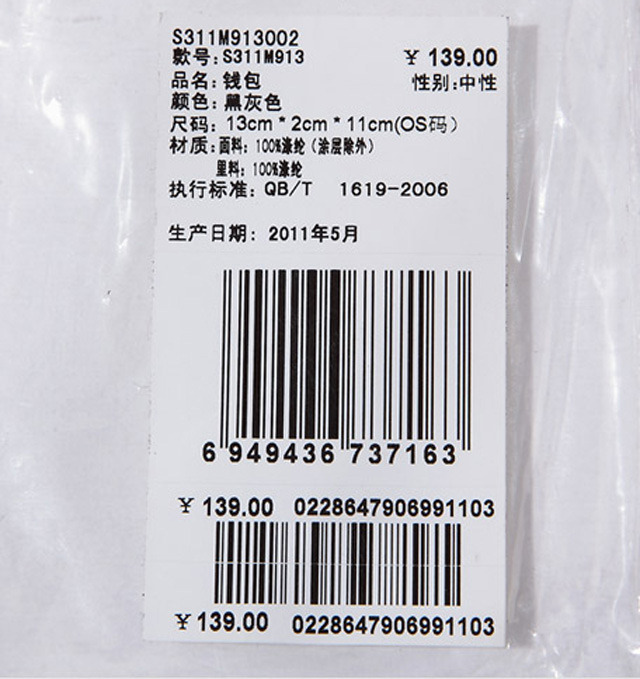 S311M913002
款号: S311M913 ¥ 139.00
品名: 钱包 性别:中性
颜色: 黑灰色
尺码: 13cm * 2cm * 11cm(OS码)
材质: 面料: 100%涤纶(涂层除外)
里料: 100%涤纶
执行标准: QB/T 1619-2006
生产日期: 2011年5月
6 949436 737163
¥ 139.00 0228647906991103
¥ 139.00 0228647906991103